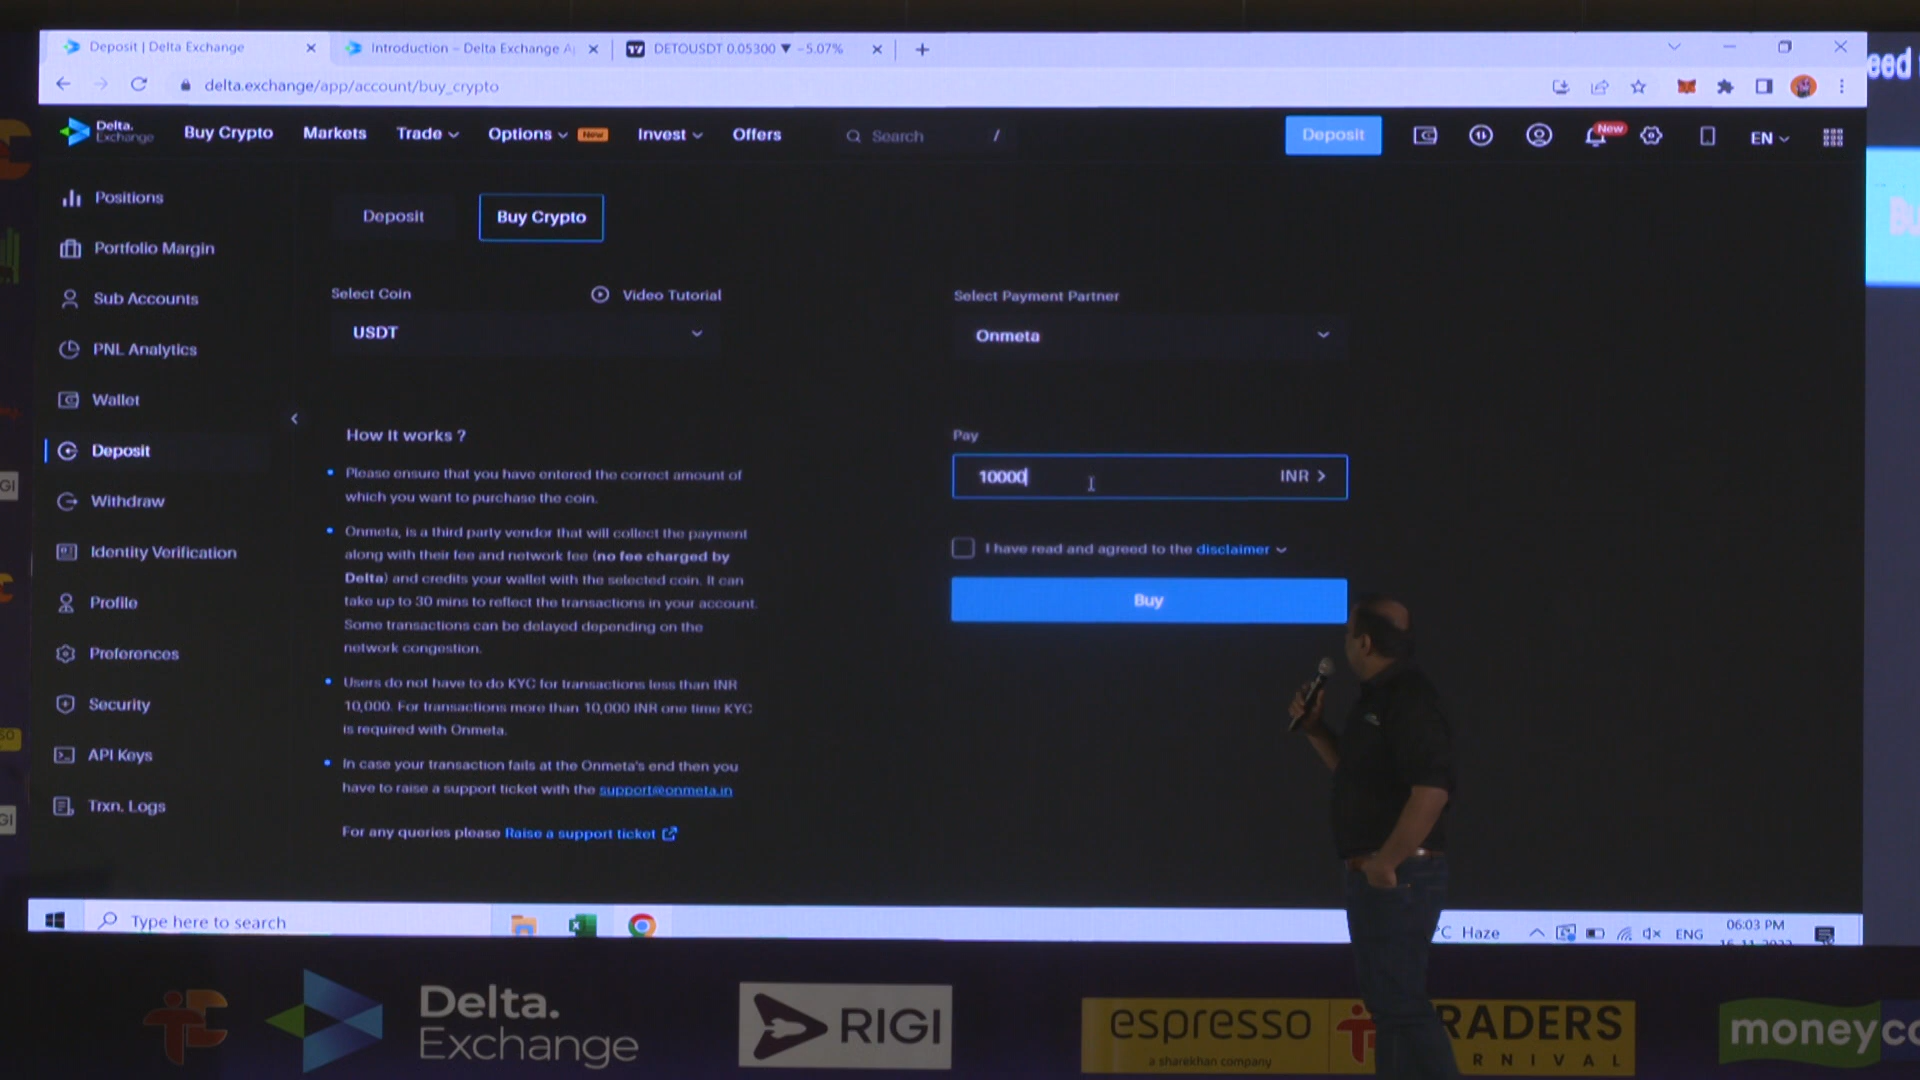 Deposit | Delta Exchange
Introduction – Delta Exchange A
DETOUSDT 0.05300 ▼ −5.07%
delta.exchange/app/account/buy_crypto
Delta. Exchange
Buy Crypto
Markets
Trade
Options
New
Invest
Offers
Search
/
Deposit
New
EN
Positions
Portfolio Margin
Sub Accounts
PNL Analytics
Wallet
Deposit
Withdraw
Identity Verification
Profile
Preferences
Security
API Keys
Trxn. Logs
Deposit
Buy Crypto
Select Coin
Video Tutorial
USDT
How It works ?
Please ensure that you have entered the correct amount of
which you want to purchase the coin.
Onmeta, is a third party vendor that will collect the payment
along with their fee and network fee (no fee charged by
Delta) and credits your wallet with the selected coin. It can
take up to 30 mins to reflect the transactions in your account.
Some transactions can be delayed depending on the
network congestion.
Users do not have to do KYC for transactions less than INR
10,000. For transactions more than 10,000 INR one time KYC
is required with Onmeta.
In case your transaction fails at the Onmeta's end then you
have to raise a support ticket with the support@onmeta.in
For any queries please Raise a support ticket
Select Payment Partner
Onmeta
Pay
10000
INR >
I have read and agreed to the disclaimer
Buy
Type here to search
C Haze
ENG
06:03 PM
eed
Delta.
Exchange
RIGI
espresso
a sharekhan company
RADERS
RNIVAL
moneyco